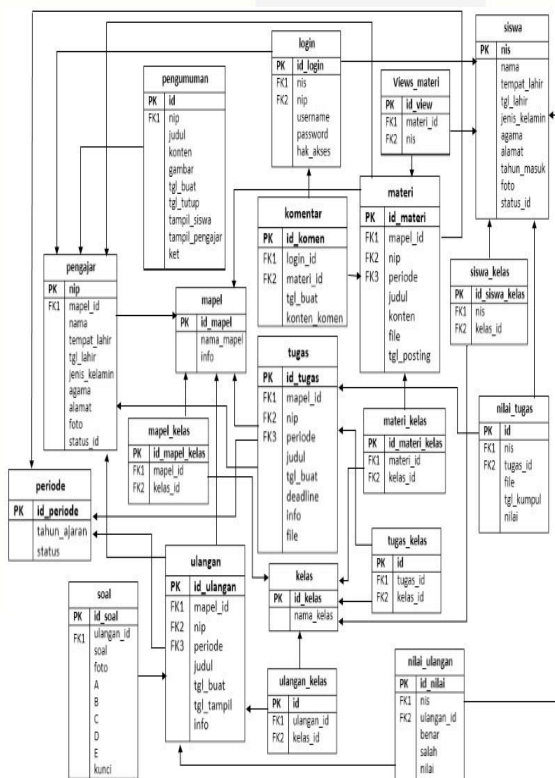 login
PK id_login
FK1 nis
FK2 nip
username
password
hak_akses
siswa
PK nis
nama
tempat_lahir
tgl_lahir
jenis_kelamin
agama
alamat
tahun_masuk
foto
status_id
pengumuman
PK id
FK1 nip
judul
konten
gambar
tgl_buat
tgl_tutup
tampil_siswa
tampil_pengajar
ket
Views_materi
PK id_view
FK1 materi_id
FK2 nis
materi
PK id_materi
FK1 mapel_id
FK2 nip
FK3 periode
judul
konten
file
tgl_posting
komentar
PK id_komen
FK1 login_id
FK2 materi_id
tgl_buat
konten_komen
pengajar
PK nip
FK1 mapel_id
nama
tempat_lahir
tgl_lahir
jenis_kelamin
agama
alamat
foto
status_id
mapel
PK id_mapel
nama_mapel
info
siswa_kelas
PK id_siswa_kelas
FK1 nis
FK2 kelas_id
tugas
PK id_tugas
FK1 mapel_id
FK2 nip
FK3 periode
judul
tgl_buat
deadline
info
file
nilai_tugas
PK id
FK1 nis
FK2 tugas_id
file
tgl_kumpul
nilai
mapel_kelas
PK id_mapel_kelas
FK1 mapel_id
FK2 kelas_id
materi_kelas
PK id_materi_kelas
FK1 materi_id
FK2 kelas_id
periode
PK id_periode
tahun_ajaran
status
tugas_kelas
PK id
FK1 tugas_id
FK2 kelas_id
ulangan
PK id_ulangan
FK1 mapel_id
FK2 nip
FK3 periode
judul
tgl_buat
tgl_tampil
info
kelas
PK id_kelas
nama_kelas
soal
PK id_soal
FK1 ulangan_id
soal
foto
A
B
C
D
E
kunci
ulangan_kelas
PK id
FK1 ulangan_id
FK2 kelas_id
nilai_ulangan
PK id_nilai
FK1 nis
FK2 ulangan_id
benar
salah
nilai